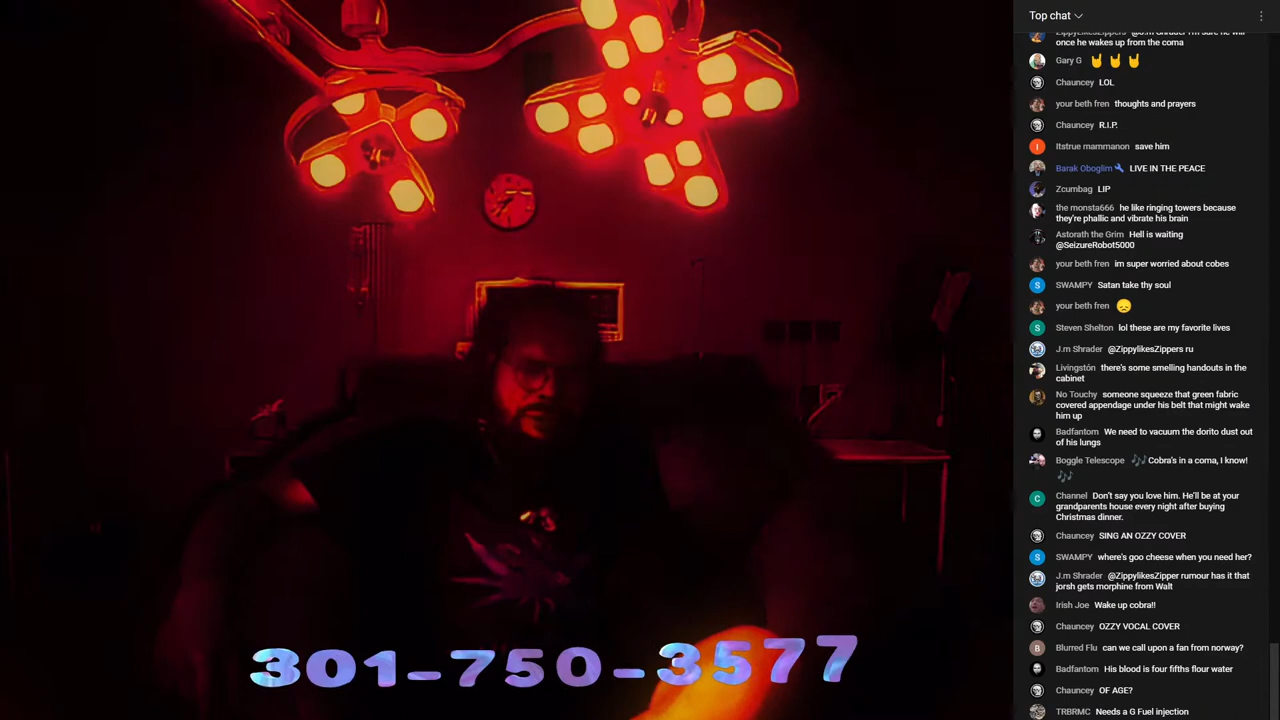 Top chat
once he wakes up from the coma
Gary G
Chauncey LOL
your beth fren thoughts and prayers
Chauncey R.I.P.
I Itstrue mammanon save him
Barak Oboglim LIVE IN THE PEACE
Zcumbag LIP
the monsta666 he like ringing towers because
they're phallic and vibrate his brain
Astorath the Grim Hell is waiting
@SeizureRobot5000
your beth fren im super worried about cobes
S SWAMPY Satan take thy soul
your beth fren
S Steven Shelton lol these are my favorite lives
J.m Shrader @ZippylikesZippers ru
Livingstón there's some smelling handouts in the
cabinet
No Touchy someone squeeze that green fabric
covered appendage under his belt that might wake
him up
Badfantom We need to vacuum the dorito dust out
of his lungs
Boggle Telescope 🎶Cobra's in a coma, I know!
🎶
C Channel Don't say you love him. He'll be at your
grandparents house every night after buying
Christmas dinner.
Chauncey SING AN OZZY COVER
S SWAMPY where's goo cheese when you need her?
J.m Shrader @ZippylikesZipper rumour has it that
jorsh gets morphine from Walt
Irish Joe Wake up cobra!!
Chauncey OZZY VOCAL COVER
B Blurred Flu can we call upon a fan from norway?
Badfantom His blood is four fifths flour water
Chauncey OF AGE?
TRBRMC Needs a G Fuel injection
301-750-3577